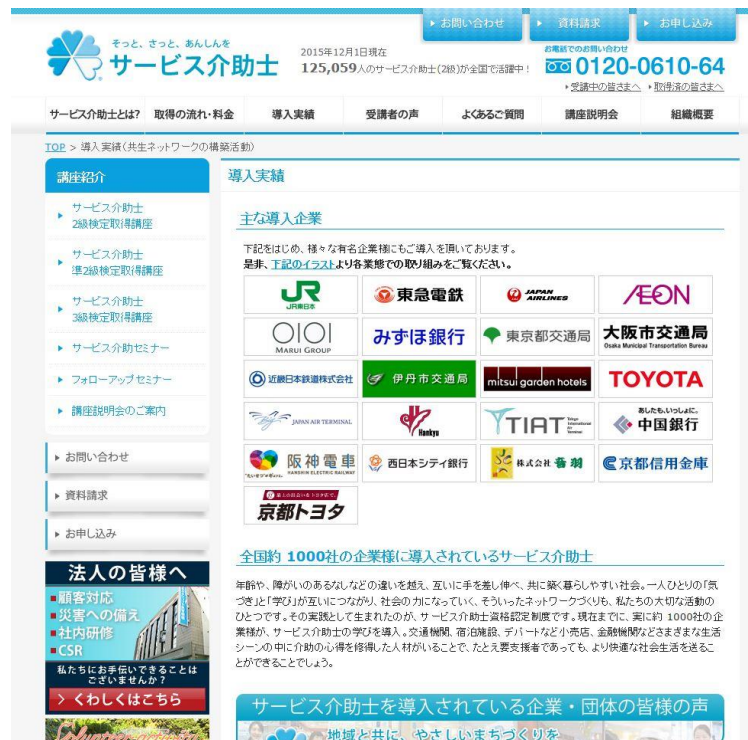 お問い合わせ
資料請求
お申し込み
そっと、さっと、あんしんを
サービス介助士
2015年12月1日現在
125,059人のサービス介助士(2級)が全国で活躍中！
お電話でのお問い合わせ
0120-0610-64
受講中の皆さまへ
取得済の皆さまへ
サービス介助士とは?
取得の流れ・料金
導入実績
受講者の声
よくあるご質問
講座説明会
組織概要
TOP > 導入実績(共生ネットワークの構築活動)
講座紹介
サービス介助士
2級検定取得講座
サービス介助士
準2級検定取得講座
サービス介助士
3級検定取得講座
サービス介助セミナー
フォローアップセミナー
講座説明会のご案内
お問い合わせ
資料請求
お申し込み
法人の皆様へ
顧客対応
災害への備え
社内研修
CSR
私たちにお手伝いできることは
ございませんか？
くわしくはこちら
導入実績
主な導入企業
下記をはじめ、様々な有名企業様にもご導入を頂いております。
是非、下記のイラストより各業態での取り組みをご覧ください。
JR
JR東日本
東急電鉄
JAPAN AIRLINES
ÆON
OIOI
MARUI GROUP
みずほ銀行
東京都交通局
大阪市交通局
Osaka Municipal Transportation Bureau
近畿日本鉄道株式会社
伊丹市交通局
mitsui garden hotels
TOYOTA
JAPAN AIR TERMINAL
Hankyu
TIAT
Tokyo International Air Terminal
あしたも、いっしょに。
中国銀行
阪神電車
HANSHIN ELECTRIC RAILWAY
西日本シティ銀行
株式会社 音羽
京都信用金庫
京都トヨタ
全国約 1000社の企業様に導入されているサービス介助士
年齢や、障がいのあるなしなどの違いを越え、互いに手を差し伸べ、共に築く暮らしやすい社会。一人ひとりの「気
づき」と「学び」が互いにつながり、社会の力になっていく、そういったネットワークづくりも、私たちの大切な活動の
ひとつです。その実践として生まれたのが、サービス介助士資格認定制度です。現在までに、実に約 1000社の企
業様が、サービス介助士の学びを導入。交通機関、宿泊施設、デパートなど小売店、金融機関などさまざまな生活
シーンの中に介助の心得を修得した人材がいることで、たとえ要支援者であっても、より快適な社会生活を送るこ
とができることでしょう。
サービス介助士を導入されている企業・団体の皆様の声
地域と共に、やさしいまちづくりを